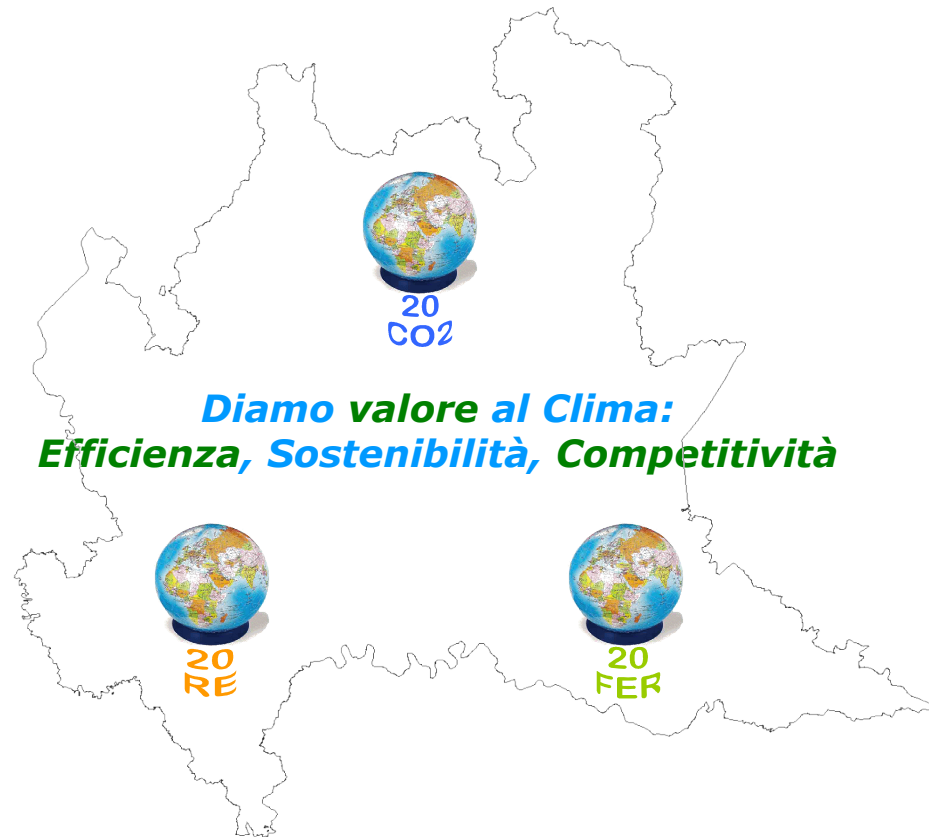 20
CO2
Diamo valore al Clima:
Efficienza, Sostenibilità, Competitività
20
RE
20
FER